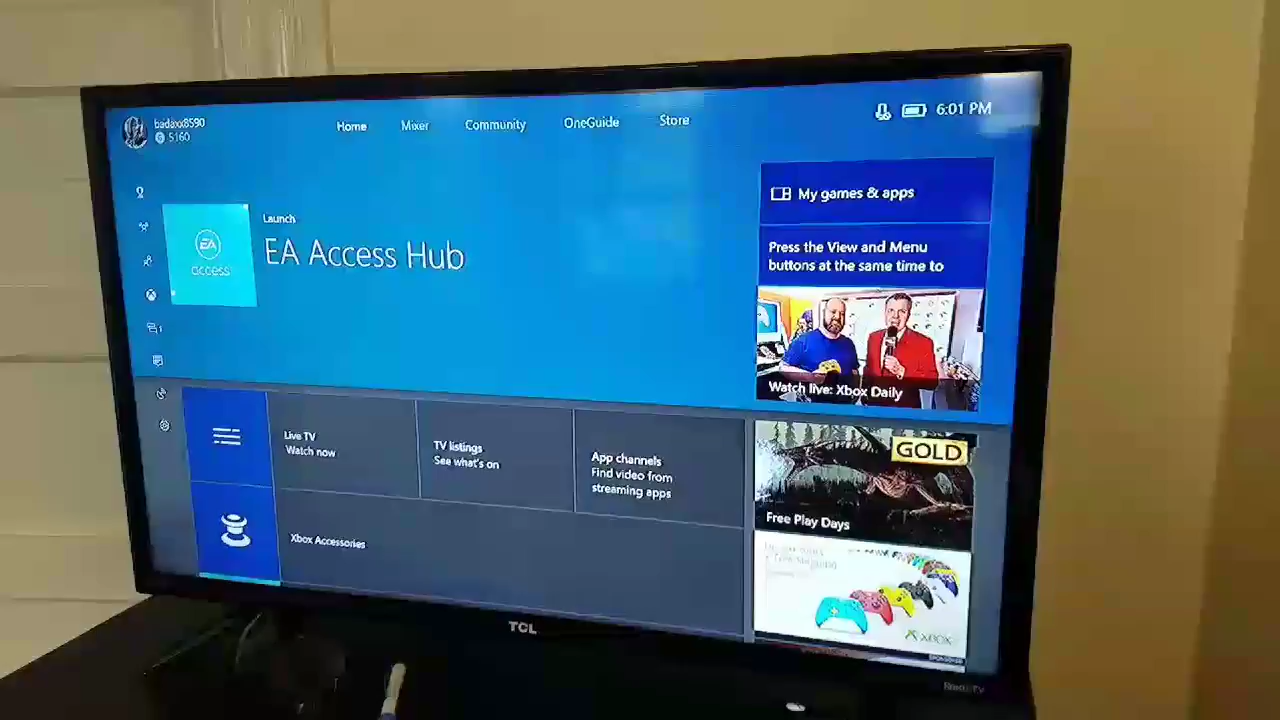 badaxx8590
G 5160
Home
Mixer
Community
OneGuide
Store
6:01 PM
Launch
EA Access Hub
EA
access
My games & apps
Press the View and Menu
buttons at the same time to
Watch live: Xbox Daily
1
Live TV
Watch now
TV listings
See what's on
App channels
Find video from
streaming apps
GOLD
Free Play Days
Xbox Accessories
XBOX
TCL
Roku TV